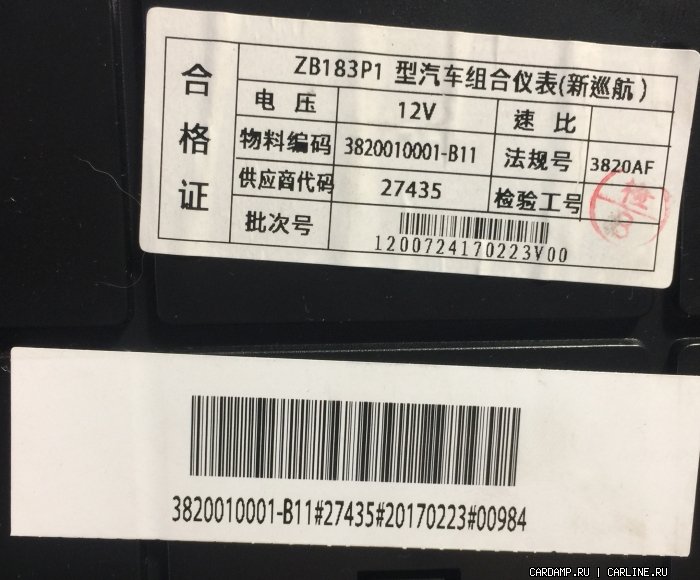 合格证
ZB183P1 型汽车组合仪表(新巡航)
电压 12V 速比
物料编码 3820010001-B11 法规号 3820AF
供应商代码 27435 检验工号
批次号
1200724170223V00
3820010001-B11#27435#20170223#00984
CARDAMP.RU | CARLINE.RU